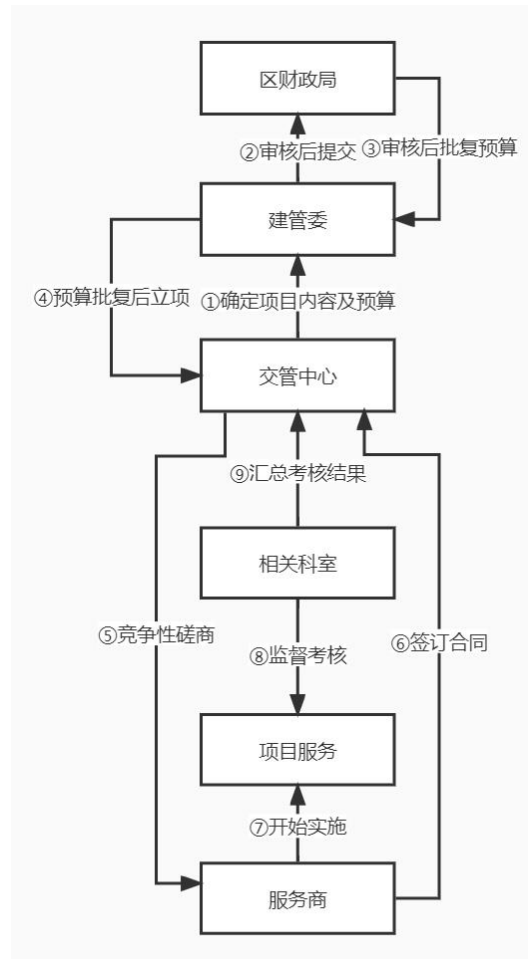 区财政局
②审核后提交
③审核后批复预算
建管委
④预算批复后立项
①确定项目内容及预算
交管中心
⑨汇总考核结果
相关科室
⑤竞争性磋商
⑧监督考核
⑥签订合同
项目服务
⑦开始实施
服务商